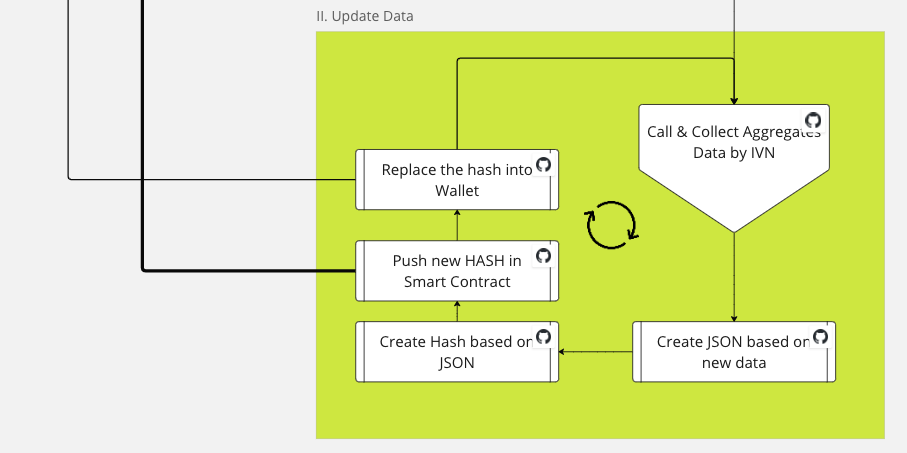 II. Update Data
Call & Collect Aggregates
Data by IVN
Replace the hash into
Wallet
Push new HASH in
Smart Contract
Create Hash based on
JSON
Create JSON based on
new data